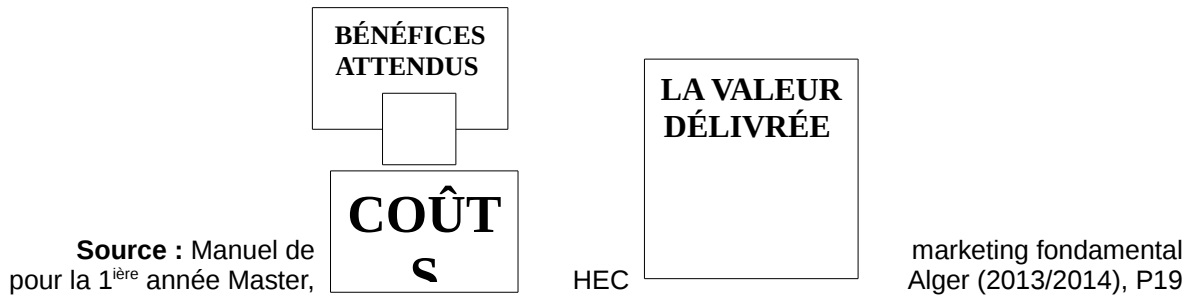 BÉNÉFICES
ATTENDUS
LA VALEUR
DÉLIVRÉE
COÛT
S
Source : Manuel de marketing fondamental
pour la 1ière année Master, HEC Alger (2013/2014), P19